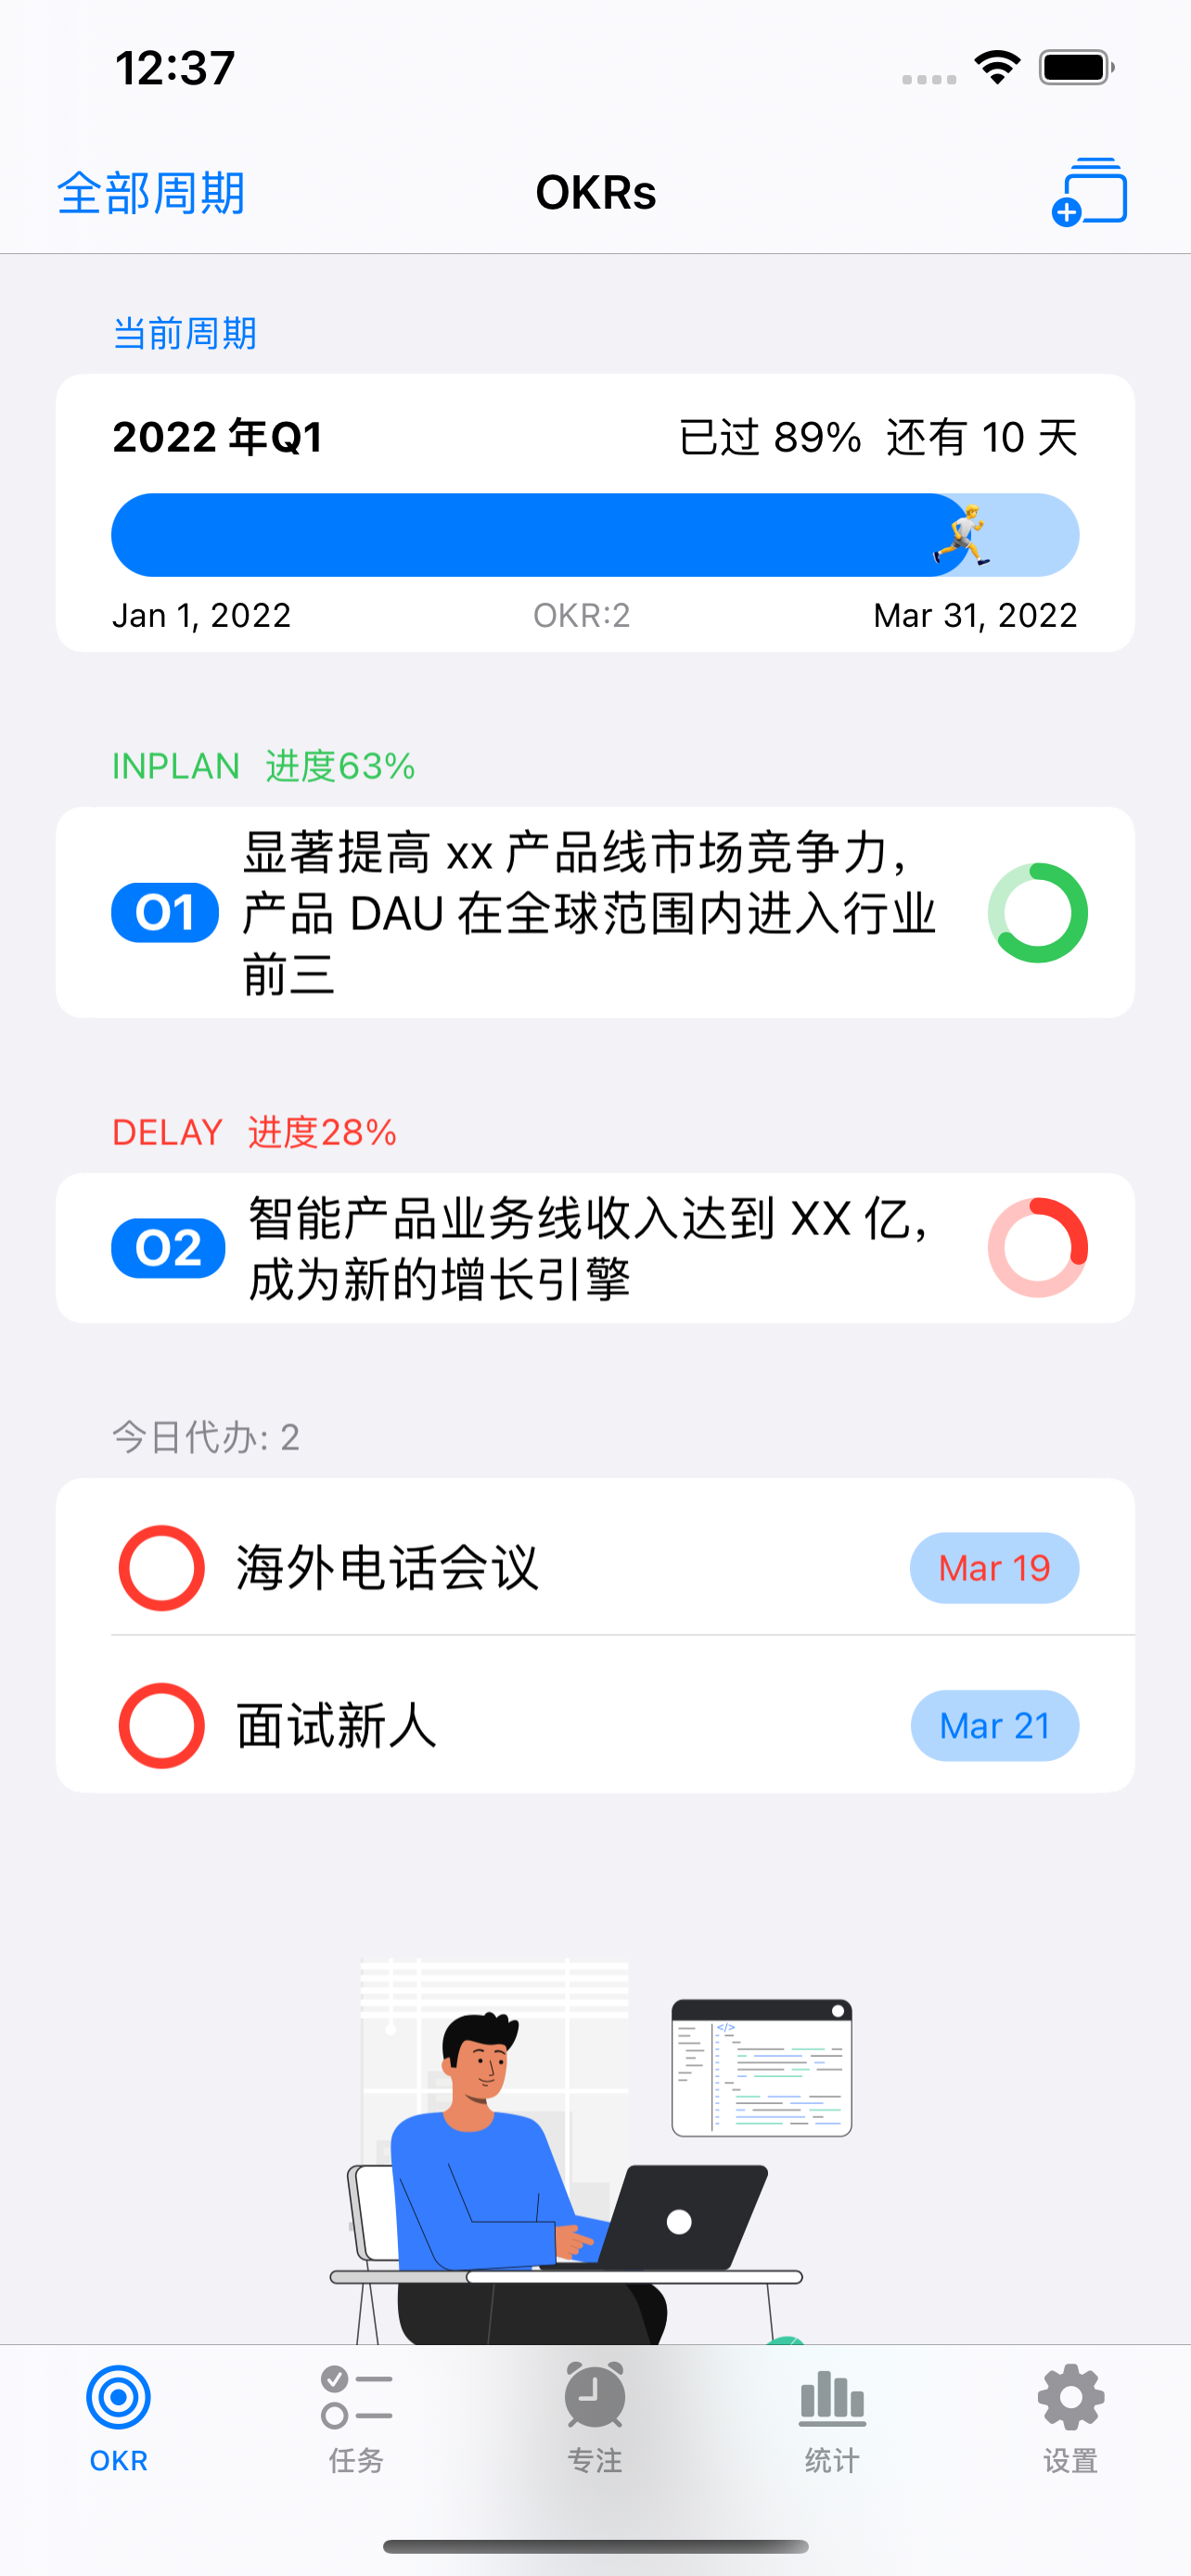 12:37
全部周期 OKRs
当前周期
2022 年Q1 已过 89% 还有 10 天
Jan 1, 2022 OKR:2 Mar 31, 2022
INPLAN 进度63%
O1 显著提高 xx 产品线市场竞争力，
产品 DAU 在全球范围内进入行业
前三
DELAY 进度28%
O2 智能产品业务线收入达到 XX 亿，
成为新的增长引擎
今日代办: 2
海外电话会议 Mar 19
面试新人 Mar 21
</>
OKR 任务 专注 统计 设置